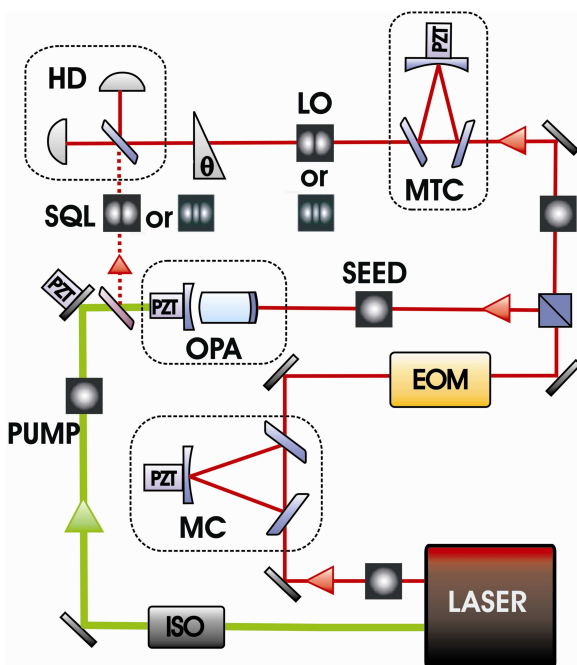 PZT
HD
LO
θ
or
MTC
SQL or
SEED
PZT
PZT
OPA
EOM
PUMP
PZT
MC
LASER
ISO